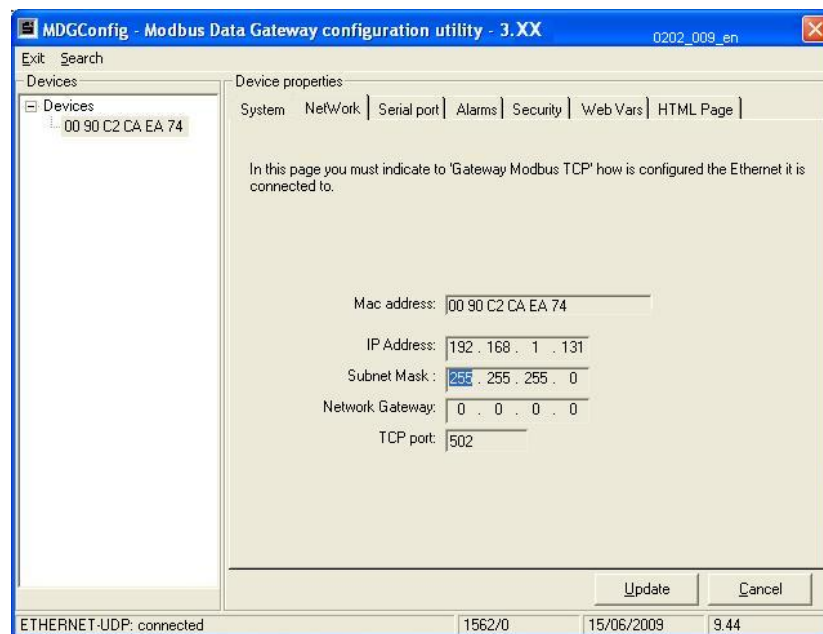 MDGConfig - Modbus Data Gateway configuration utility - 3.XX
0202_009_en
Exit Search
Devices
Device properties
Devices
00 90 C2 CA EA 74
System NetWork Serial port Alarms Security Web Vars HTML Page
In this page you must indicate to 'Gateway Modbus TCP' how is configured the Ethernet it is
connected to.
Mac address: 00 90 C2 CA EA 74
IP Address: 192 . 168 . 1 . 131
Subnet Mask : 255 . 255 . 255 . 0
Network Gateway: 0 . 0 . 0 . 0
TCP port: 502
Update Cancel
ETHERNET-UDP: connected 1562/0 15/06/2009 9.44